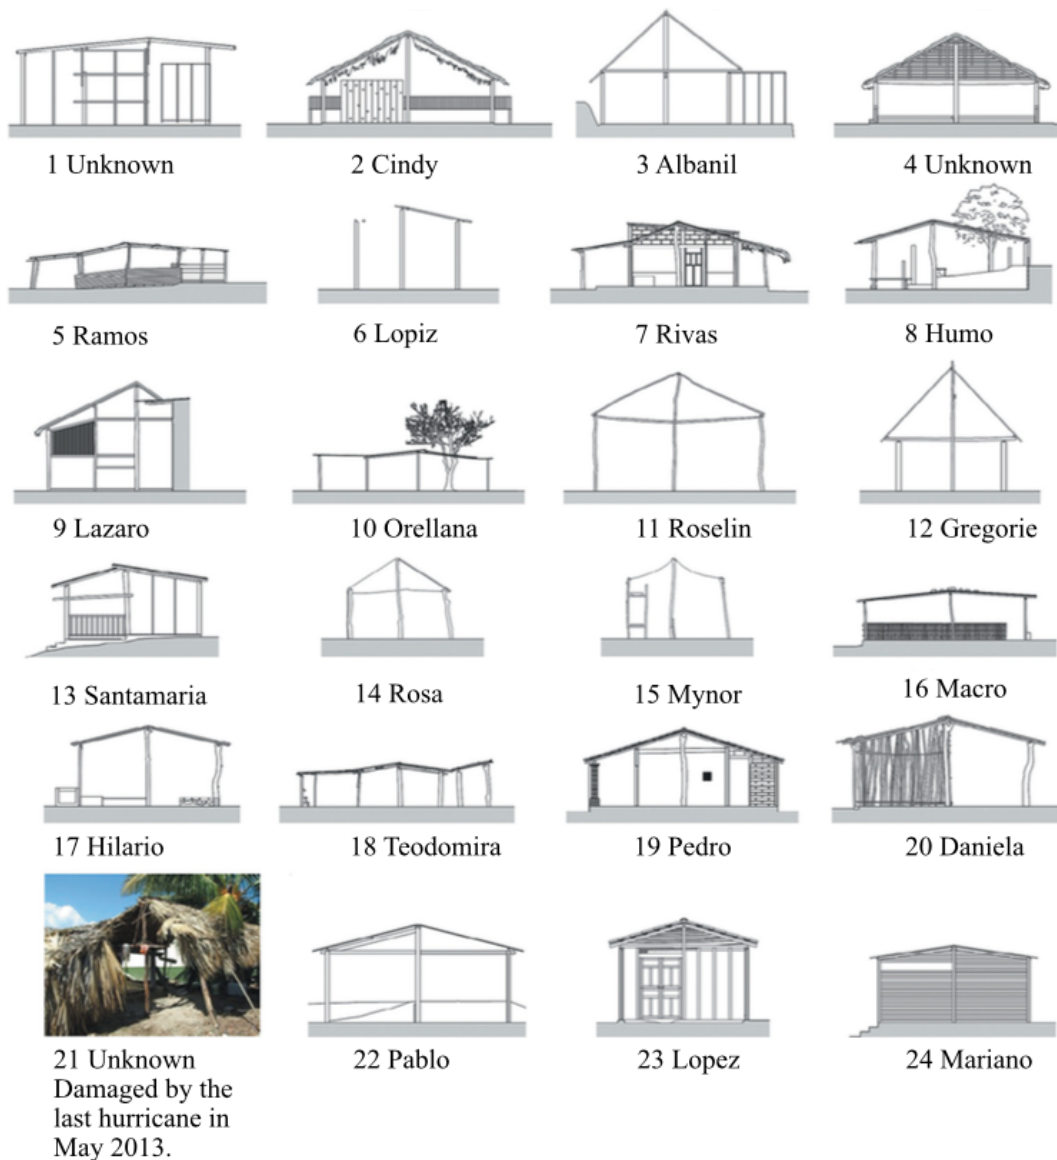 1 Unknown
2 Cindy
3 Albanil
4 Unknown
5 Ramos
6 Lopiz
7 Rivas
8 Humo
9 Lazaro
10 Orellana
11 Roselin
12 Gregorie
13 Santamaria
14 Rosa
15 Mynor
16 Macro
17 Hilario
18 Teodomira
19 Pedro
20 Daniela
21 Unknown
Damaged by the
last hurricane in
May 2013.
22 Pablo
23 Lopez
24 Mariano